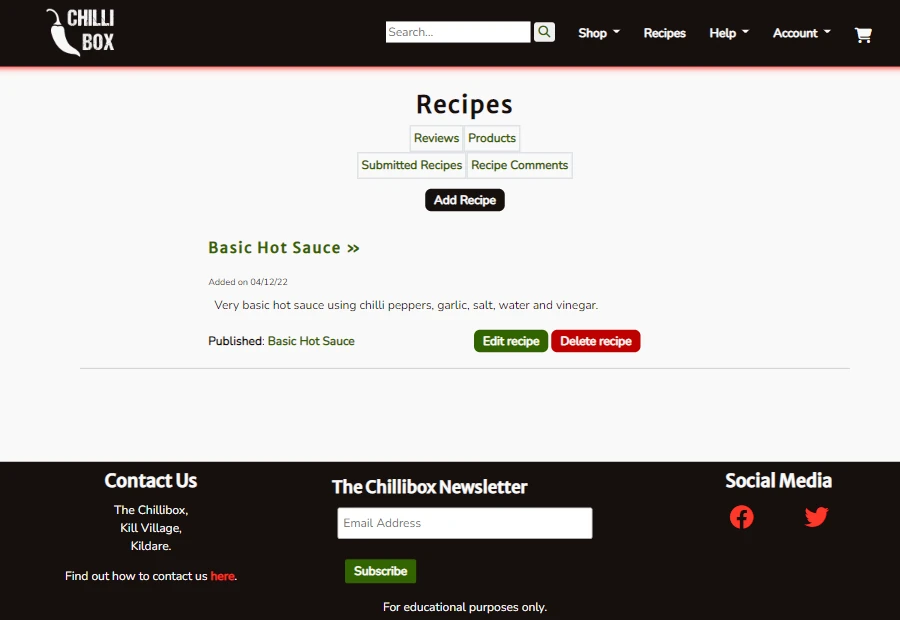 CHILLI
BOX
Search...
Shop
Recipes
Help
Account
Recipes
Reviews Products
Submitted Recipes Recipe Comments
Add Recipe
Basic Hot Sauce »
Added on 04/12/22
Very basic hot sauce using chilli peppers, garlic, salt, water and vinegar.
Published: Basic Hot Sauce
Edit recipe Delete recipe
Contact Us
The Chillibox,
Kill Village,
Kildare.
Find out how to contact us here.
The Chillibox Newsletter
Email Address
Subscribe
For educational purposes only.
Social Media